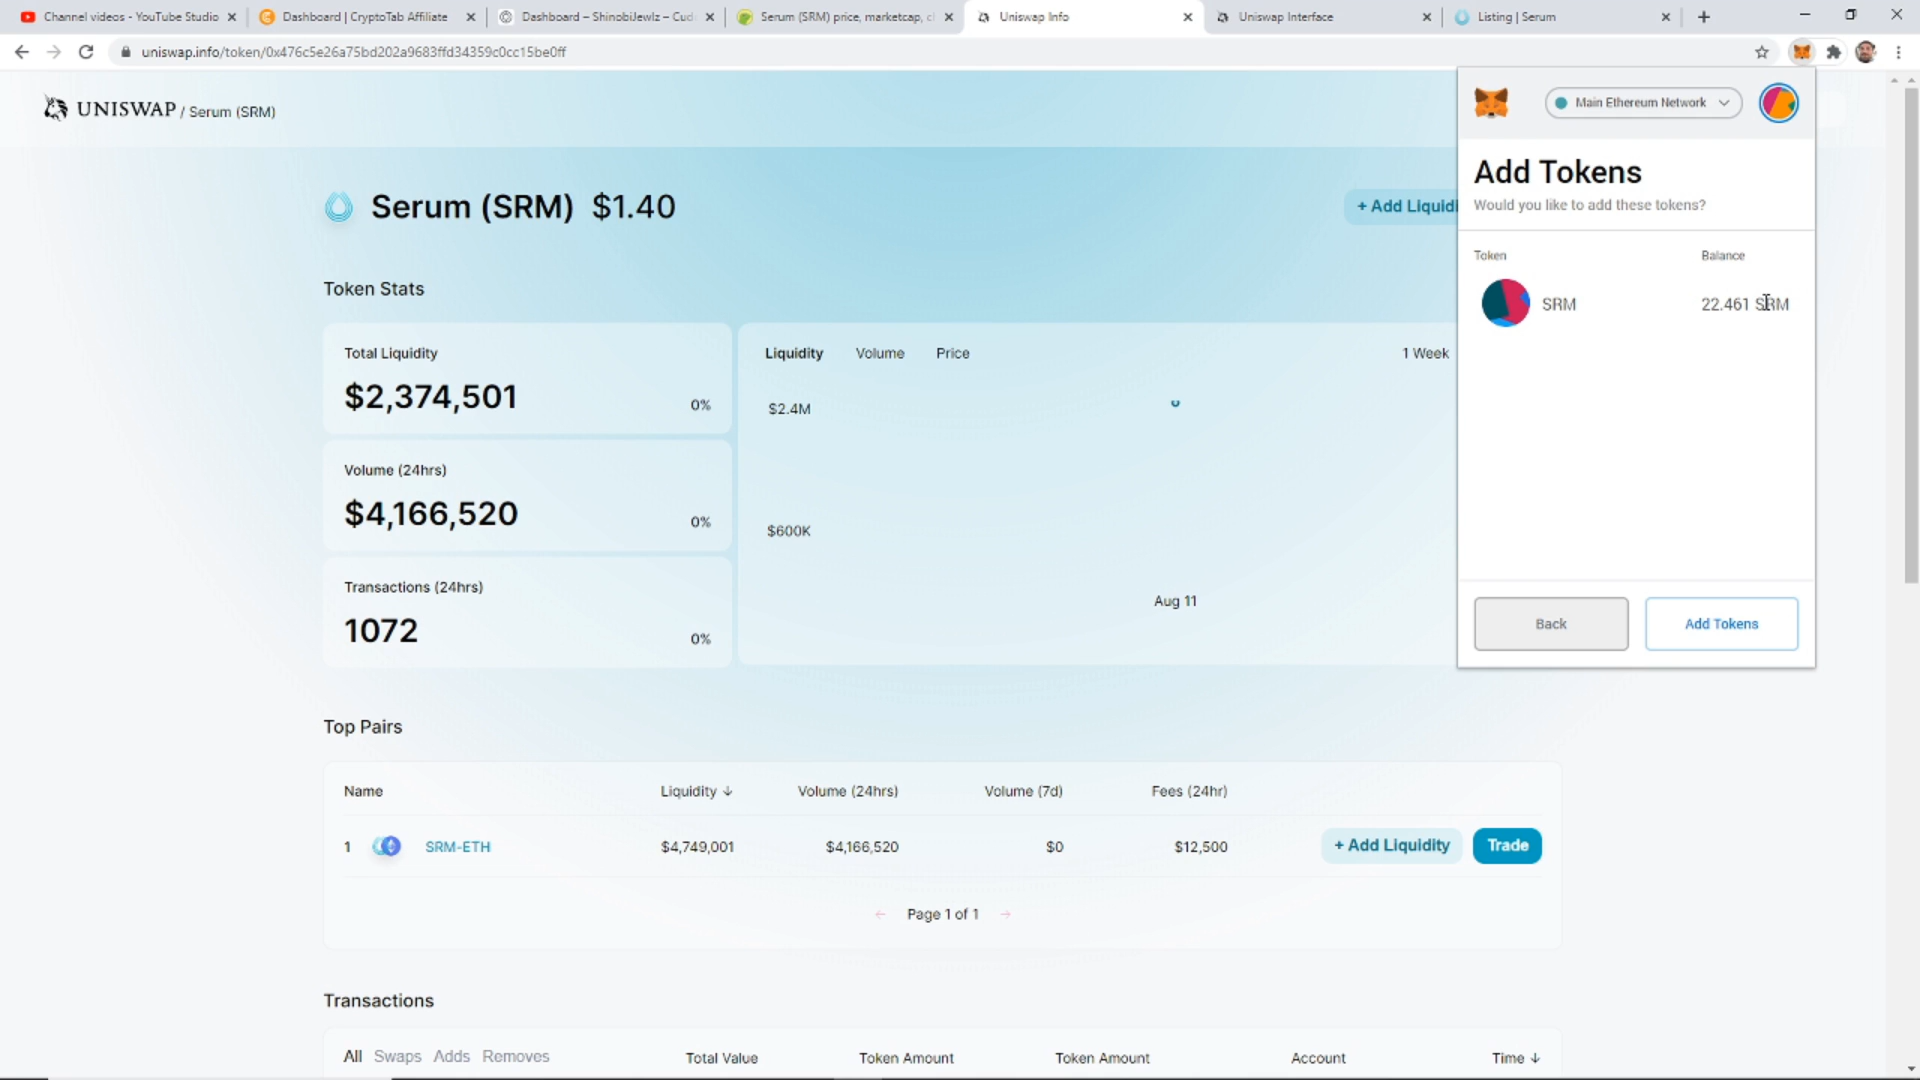 Channel videos - YouTube Studio
Dashboard | CryptoTab Affiliate
Dashboard – ShinobiJewlz – Cud
Serum (SRM) price, marketcap, c
Uniswap Info
Uniswap Interface
Listing | Serum
uniswap.info/token/0x476c5e26a75bd202a9683ffd34359c0cc15be0ff
UNISWAP / Serum (SRM)
Main Ethereum Network
Add Tokens
Would you like to add these tokens?
Token Balance
SRM 22.461 SRM
Back Add Tokens
Serum (SRM) $1.40
+ Add Liquidi
Token Stats
Total Liquidity
$2,374,501 0%
Volume (24hrs)
$4,166,520 0%
Transactions (24hrs)
1072 0%
Liquidity Volume Price 1 Week
$2.4M
$600K
Aug 11
Top Pairs
Name Liquidity ↓ Volume (24hrs) Volume (7d) Fees (24hr)
1 SRM-ETH $4,749,001 $4,166,520 $0 $12,500 + Add Liquidity Trade
← Page 1 of 1 →
Transactions
All Swaps Adds Removes Total Value Token Amount Token Amount Account Time ↓